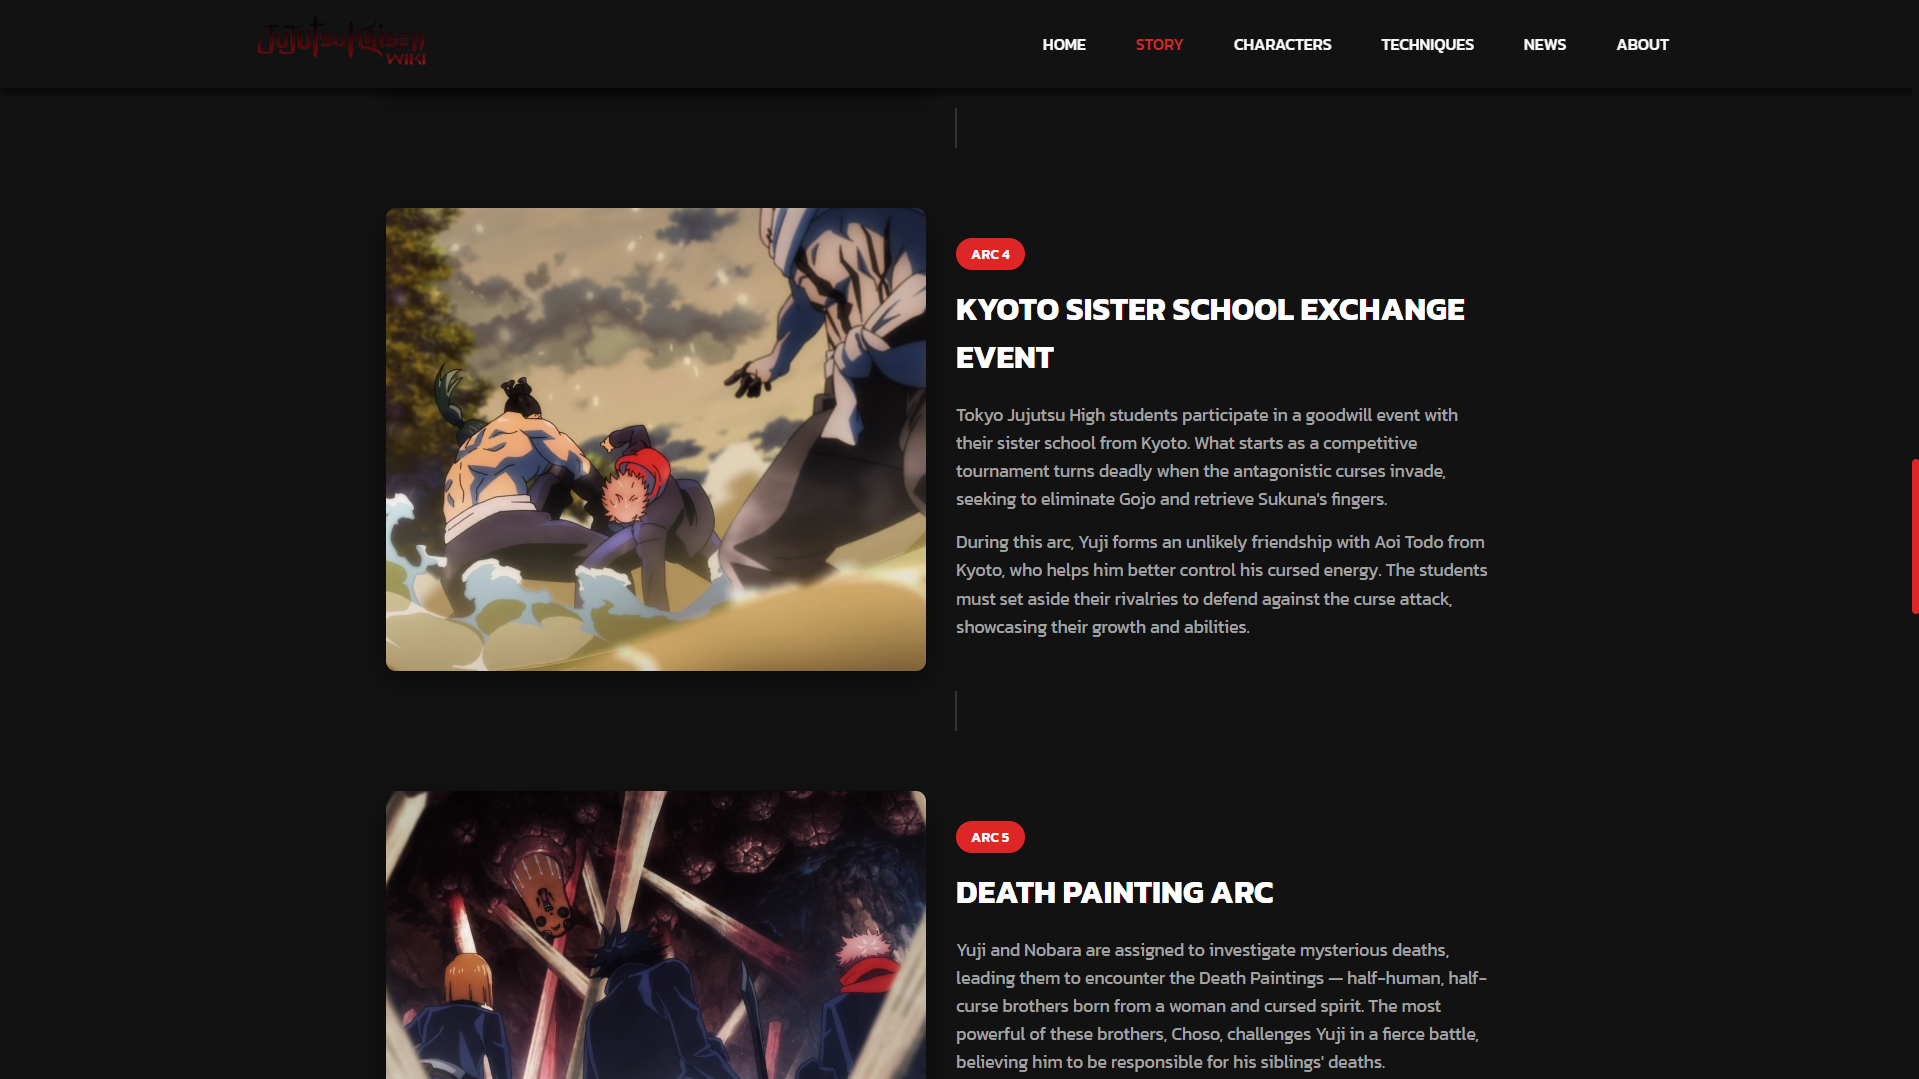 Jujutsu Kaisen
WIKI
HOME
STORY
CHARACTERS
TECHNIQUES
NEWS
ABOUT
ARC 4
KYOTO SISTER SCHOOL EXCHANGE
EVENT
Tokyo Jujutsu High students participate in a goodwill event with
their sister school from Kyoto. What starts as a competitive
tournament turns deadly when the antagonistic curses invade,
seeking to eliminate Gojo and retrieve Sukuna's fingers.
During this arc, Yuji forms an unlikely friendship with Aoi Todo from
Kyoto, who helps him better control his cursed energy. The students
must set aside their rivalries to defend against the curse attack,
showcasing their growth and abilities.
ARC 5
DEATH PAINTING ARC
Yuji and Nobara are assigned to investigate mysterious deaths,
leading them to encounter the Death Paintings — half-human, half-
curse brothers born from a woman and cursed spirit. The most
powerful of these brothers, Choso, challenges Yuji in a fierce battle,
believing him to be responsible for his siblings' deaths.